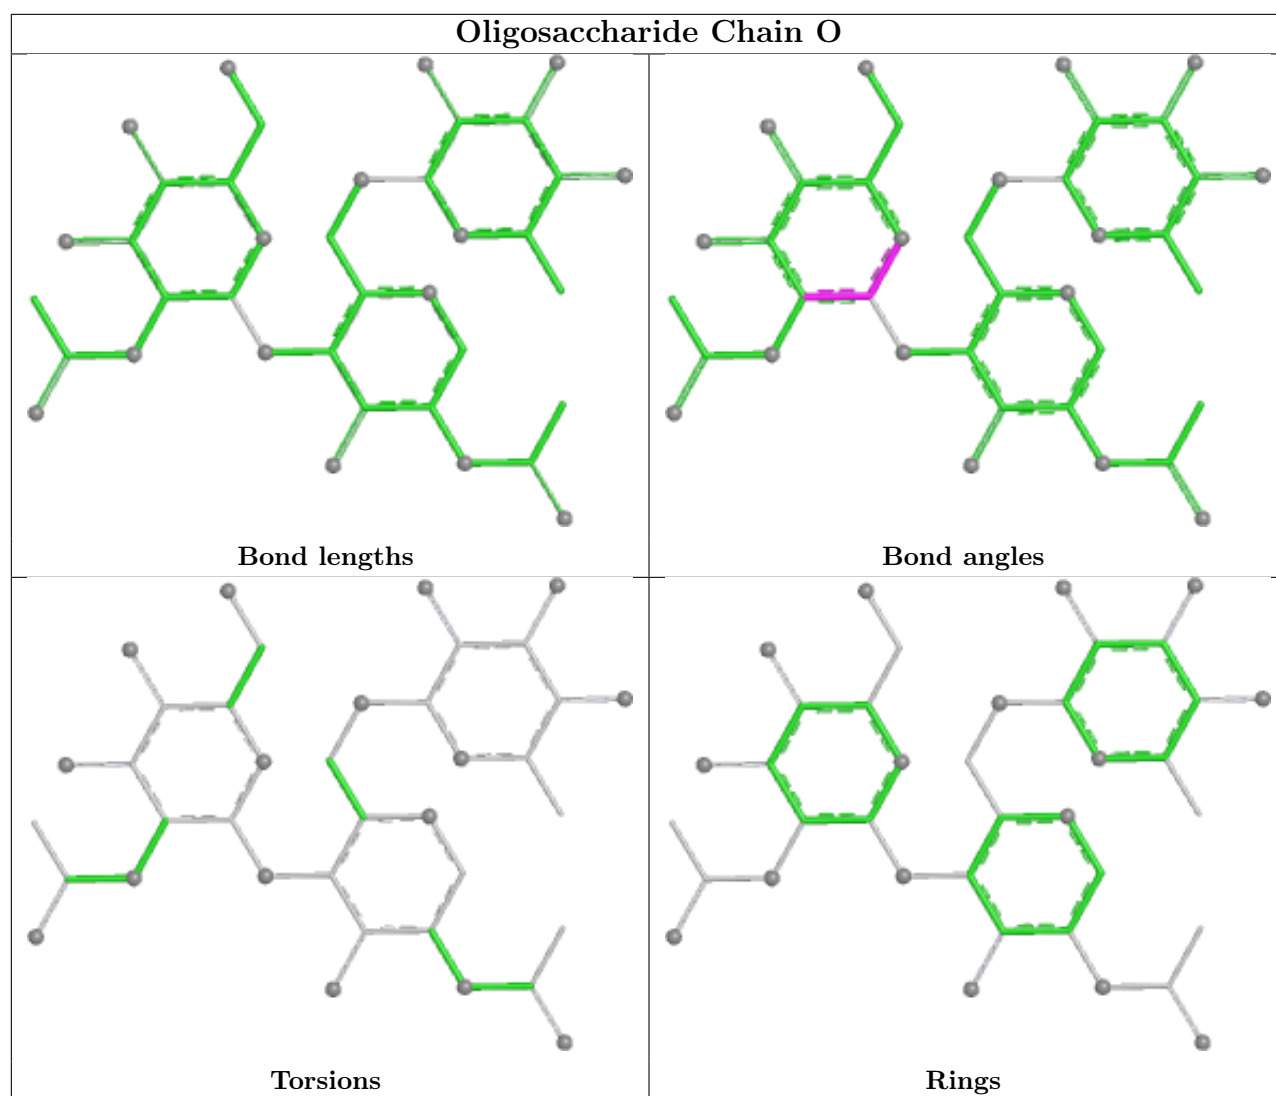 Oligosaccharide Chain O
Bond lengths
Bond angles
Torsions
Rings